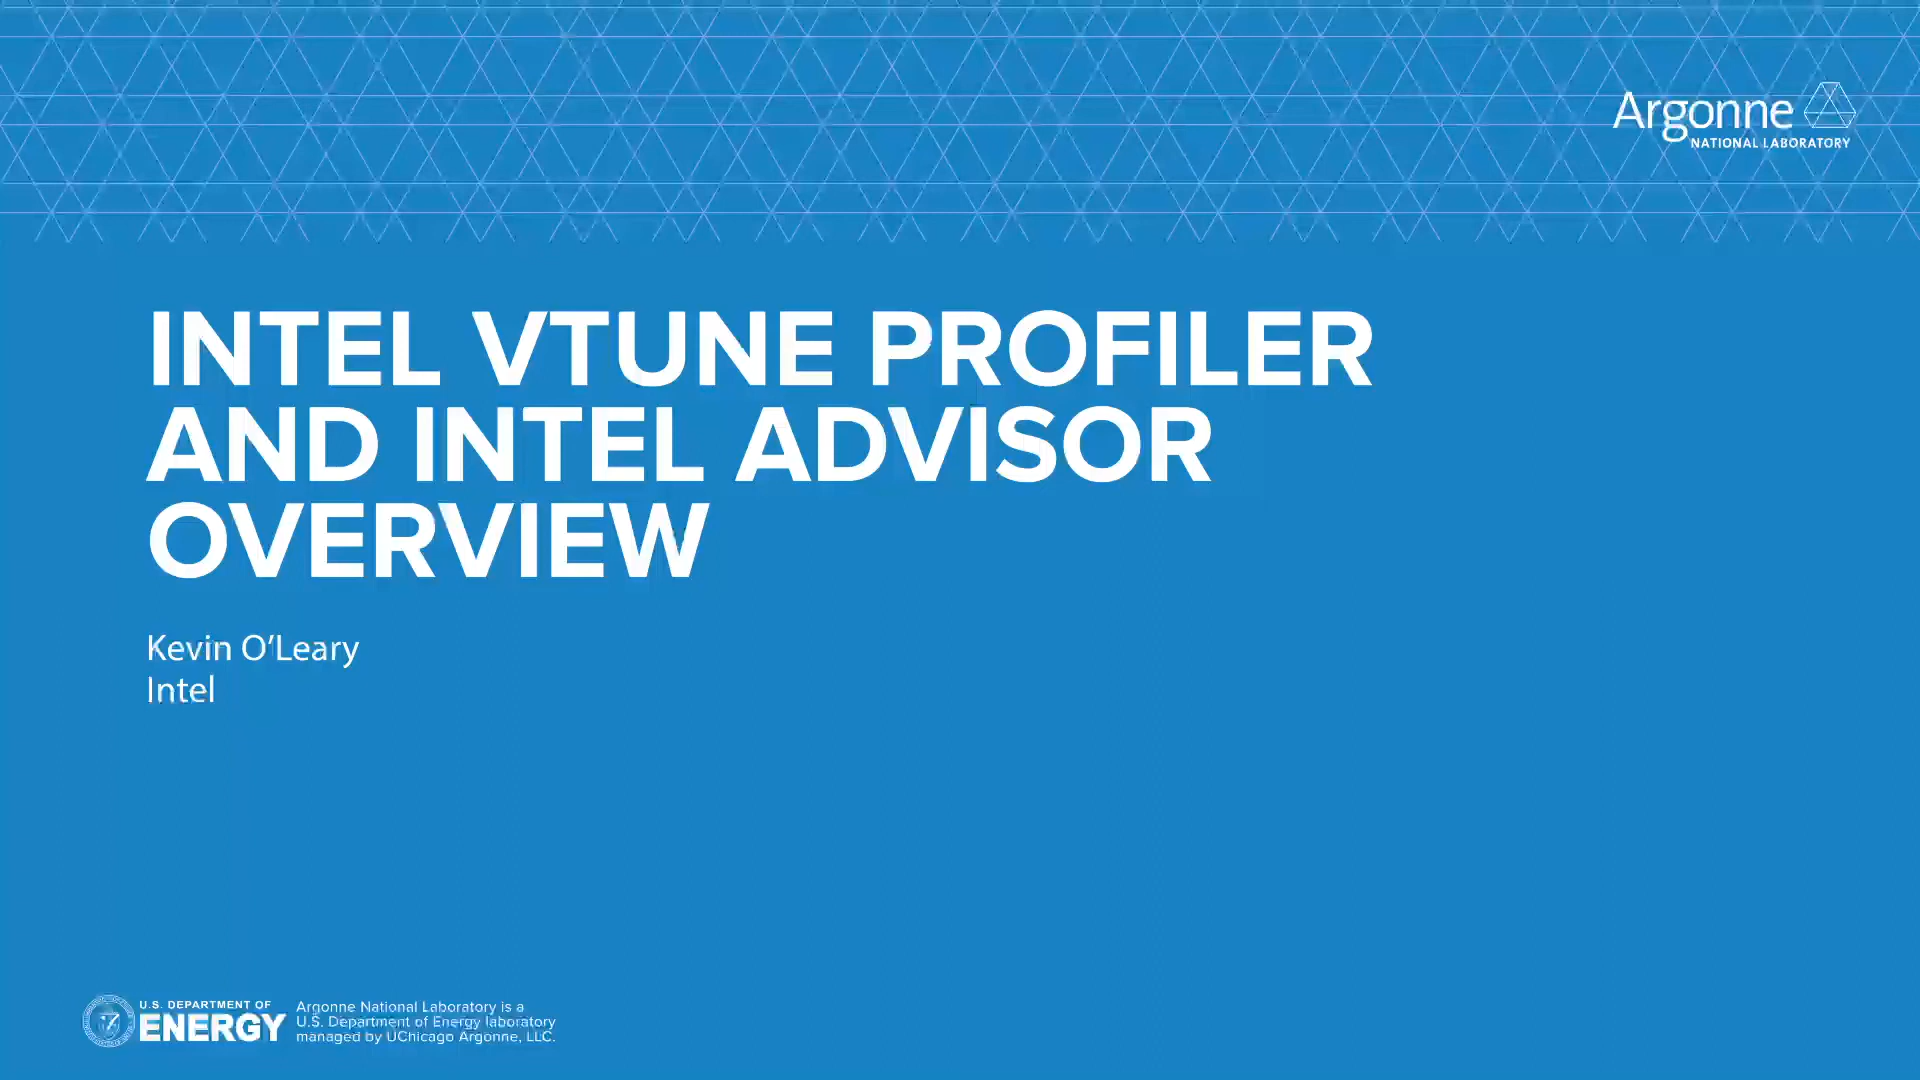 Argonne
NATIONAL LABORATORY
INTEL VTUNE PROFILER
AND INTEL ADVISOR
OVERVIEW
Kevin O'Leary
Intel
U.S. DEPARTMENT OF
ENERGY
Argonne National Laboratory is a
U.S. Department of Energy laboratory
managed by UChicago Argonne, LLC.